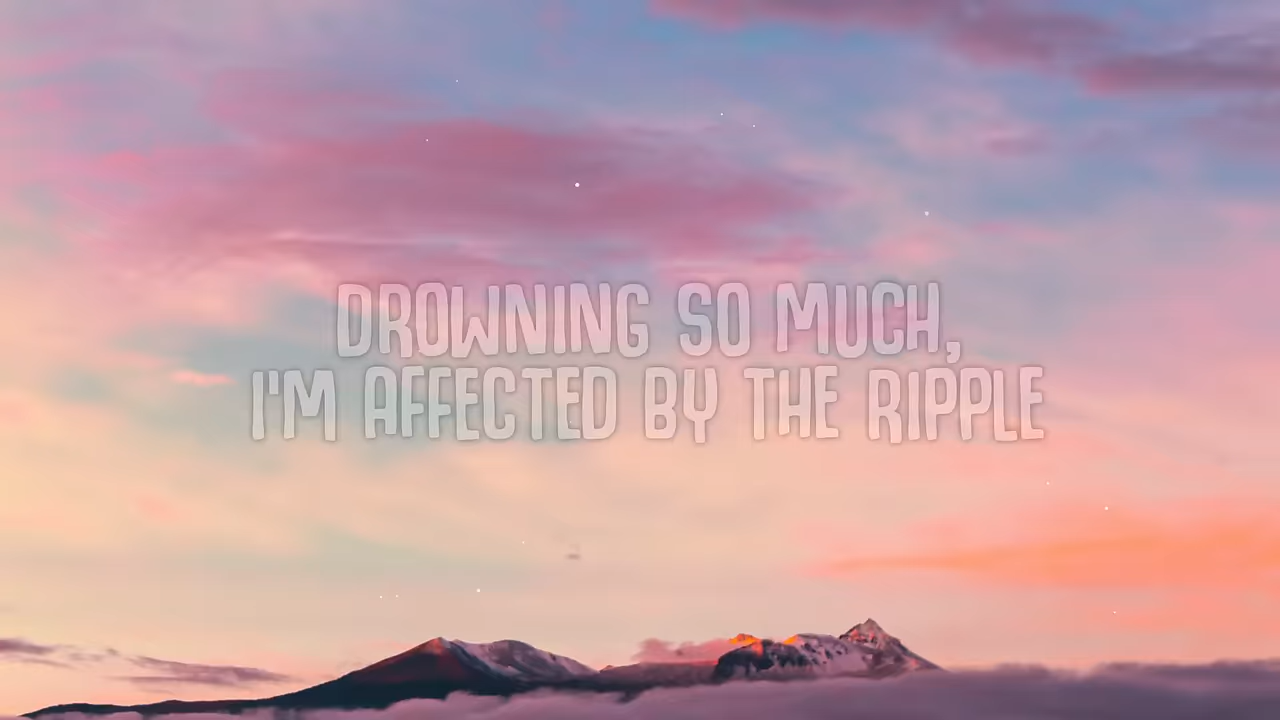 DROWNING SO MUCH,
I'M AFFECTED BY THE RIPPLE